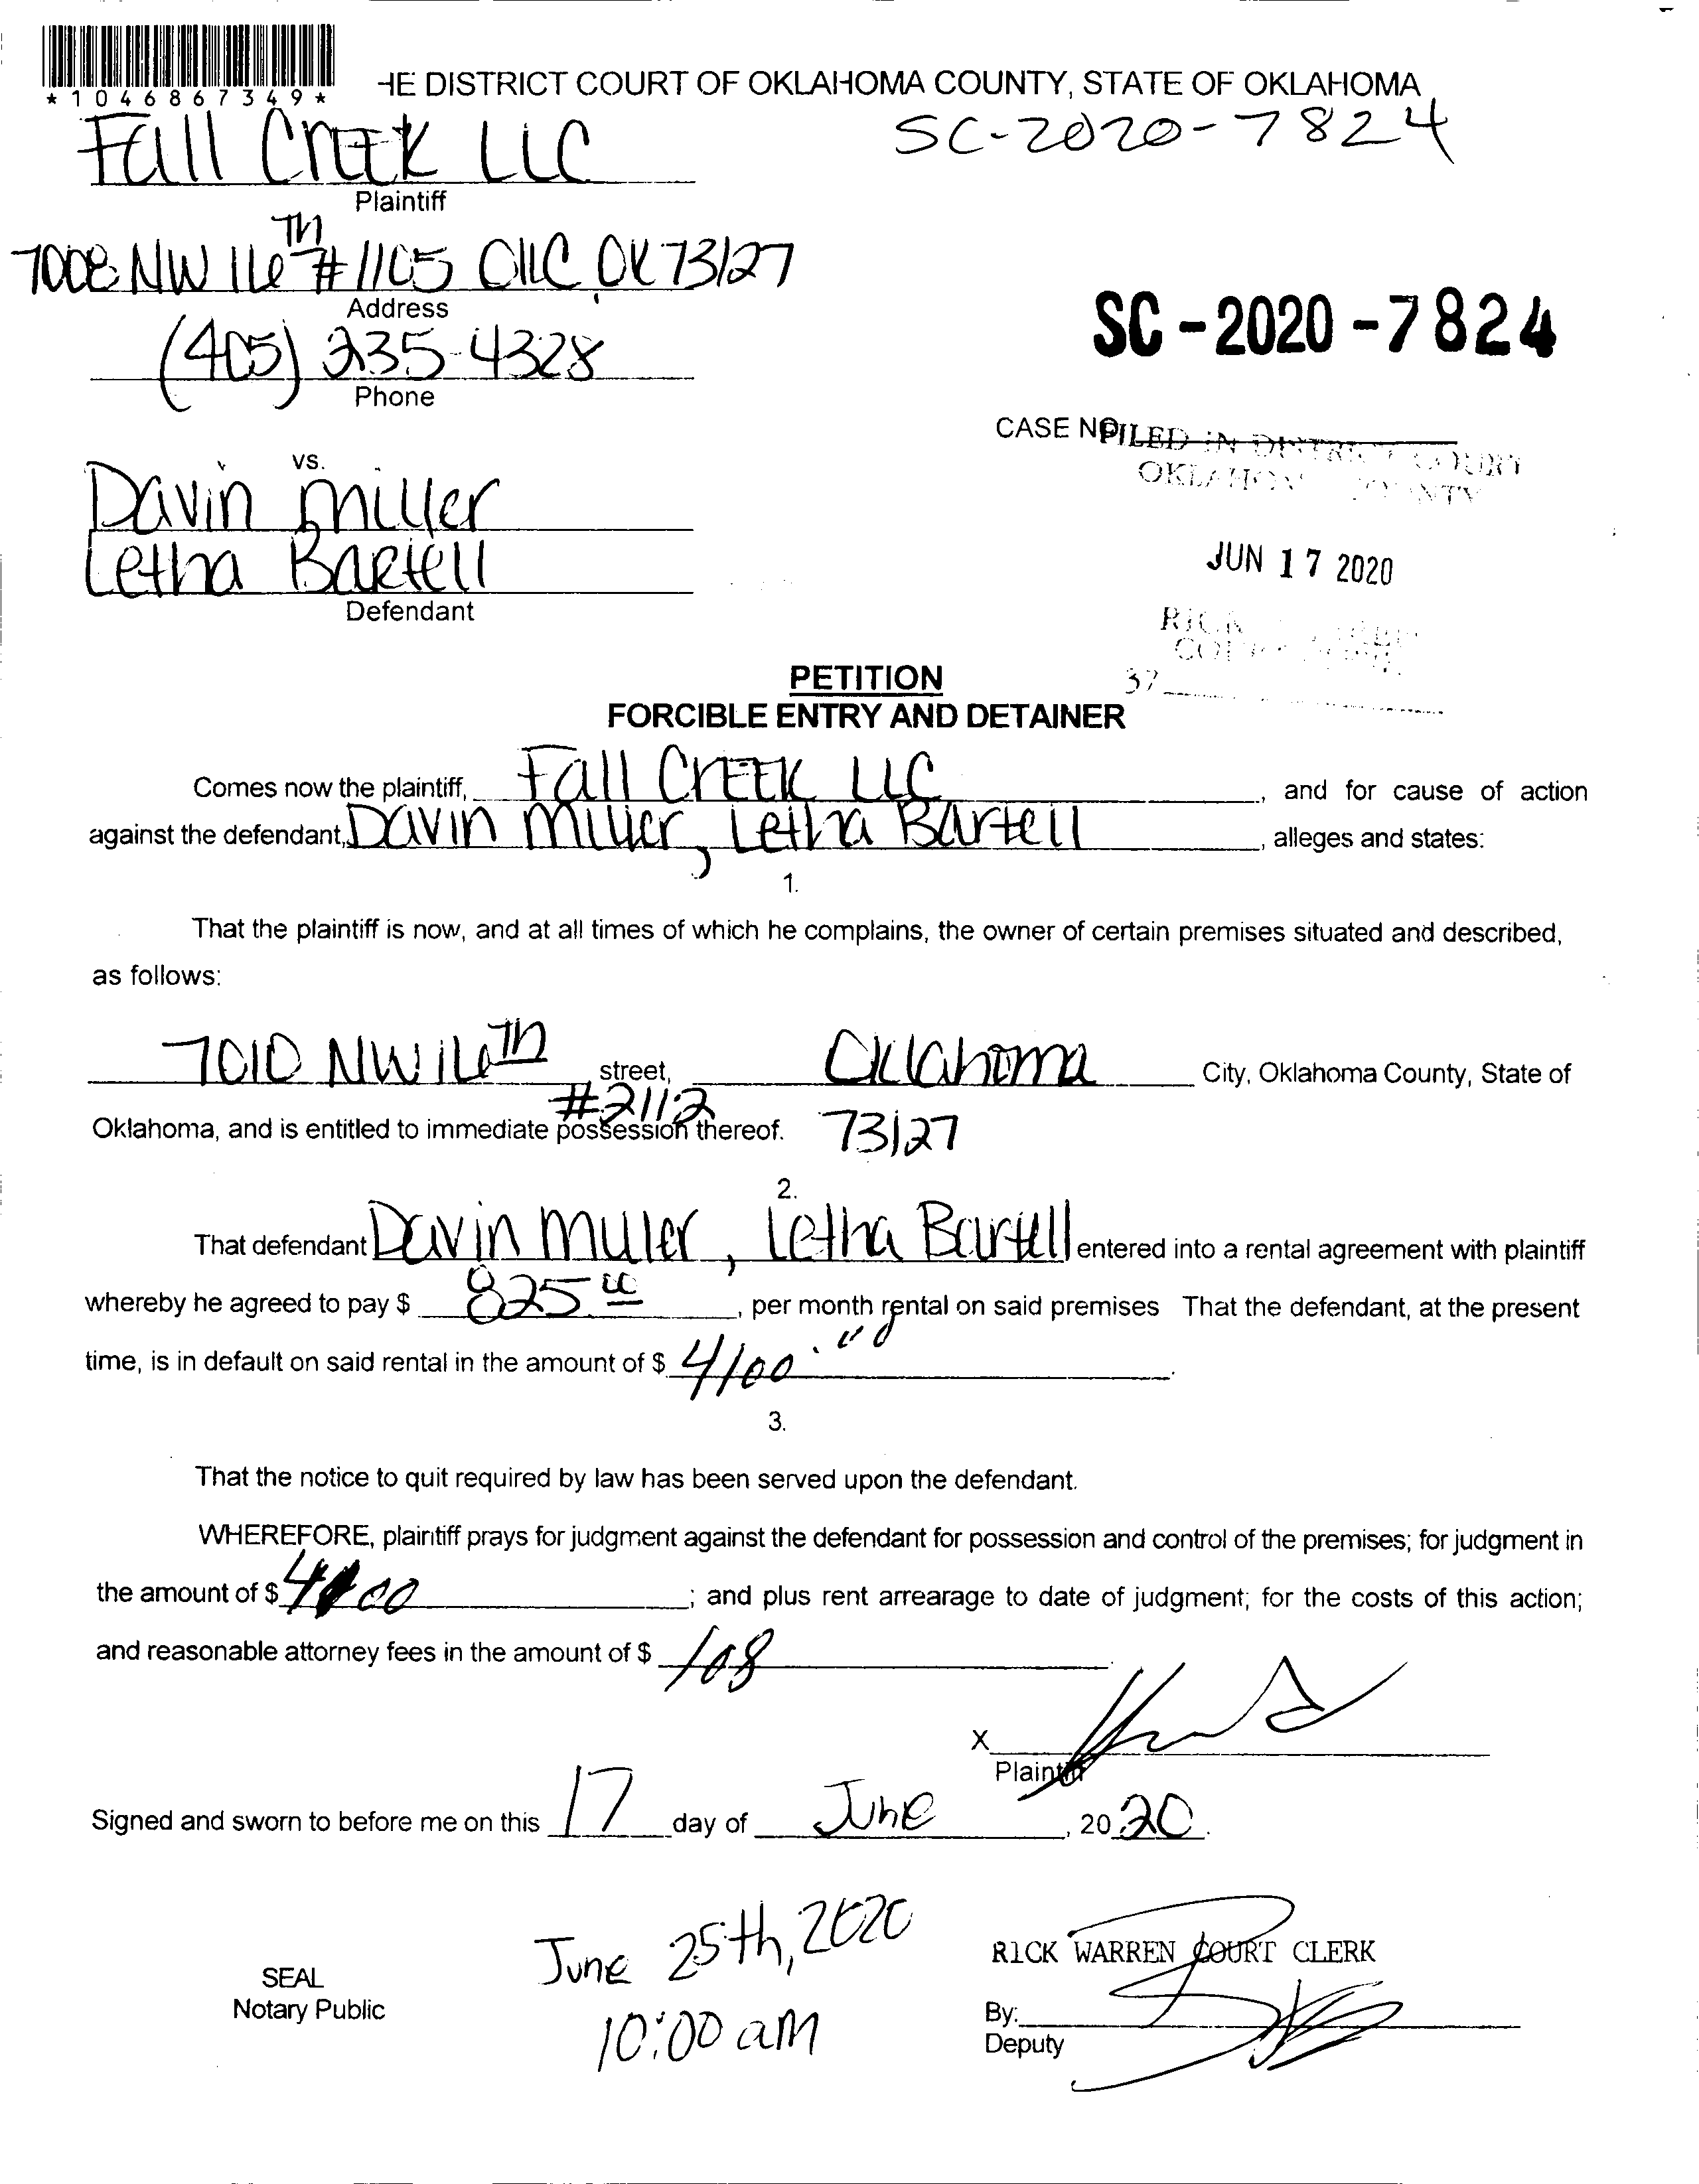 *1046867349*
HE DISTRICT COURT OF OKLAHOMA COUNTY, STATE OF OKLAHOMA
Fall Creek LLC
SC-2020-7824
Plaintiff
7008 NW 16TH #1105 OKC, OK 73127
Address
SC-2020-7824
(405) 235-4328
Phone
CASE NO.
FILED IN DISTRICT COURT
OKLAHOMA COUNTY
vs.
Davin Miller
Letha Bartell
Defendant
JUN 17 2020
RICK
37
PETITION
FORCIBLE ENTRY AND DETAINER
Comes now the plaintiff, Fall Creek LLC, and for cause of action
against the defendant, Davin Miller, Letha Bartell, alleges and states:
1.
That the plaintiff is now, and at all times of which he complains, the owner of certain premises situated and described,
as follows:
7010 NW 16TH street, Oklahoma City, Oklahoma County, State of
#2112
Oklahoma, and is entitled to immediate possession thereof. 73127
2.
That defendant Davin Miller, Letha Bartell entered into a rental agreement with plaintiff
whereby he agreed to pay $ 825.00, per month rental on said premises That the defendant, at the present
time, is in default on said rental in the amount of $ 4100.00.
3.
That the notice to quit required by law has been served upon the defendant.
WHEREFORE, plaintiff prays for judgment against the defendant for possession and control of the premises; for judgment in
the amount of $ 4100; and plus rent arrearage to date of judgment; for the costs of this action;
and reasonable attorney fees in the amount of $ 108
X
Plaintiff
Signed and sworn to before me on this 17 day of June, 2020.
June 25th, 2020
10:00 am
SEAL
Notary Public
RICK WARREN COURT CLERK
By:
Deputy